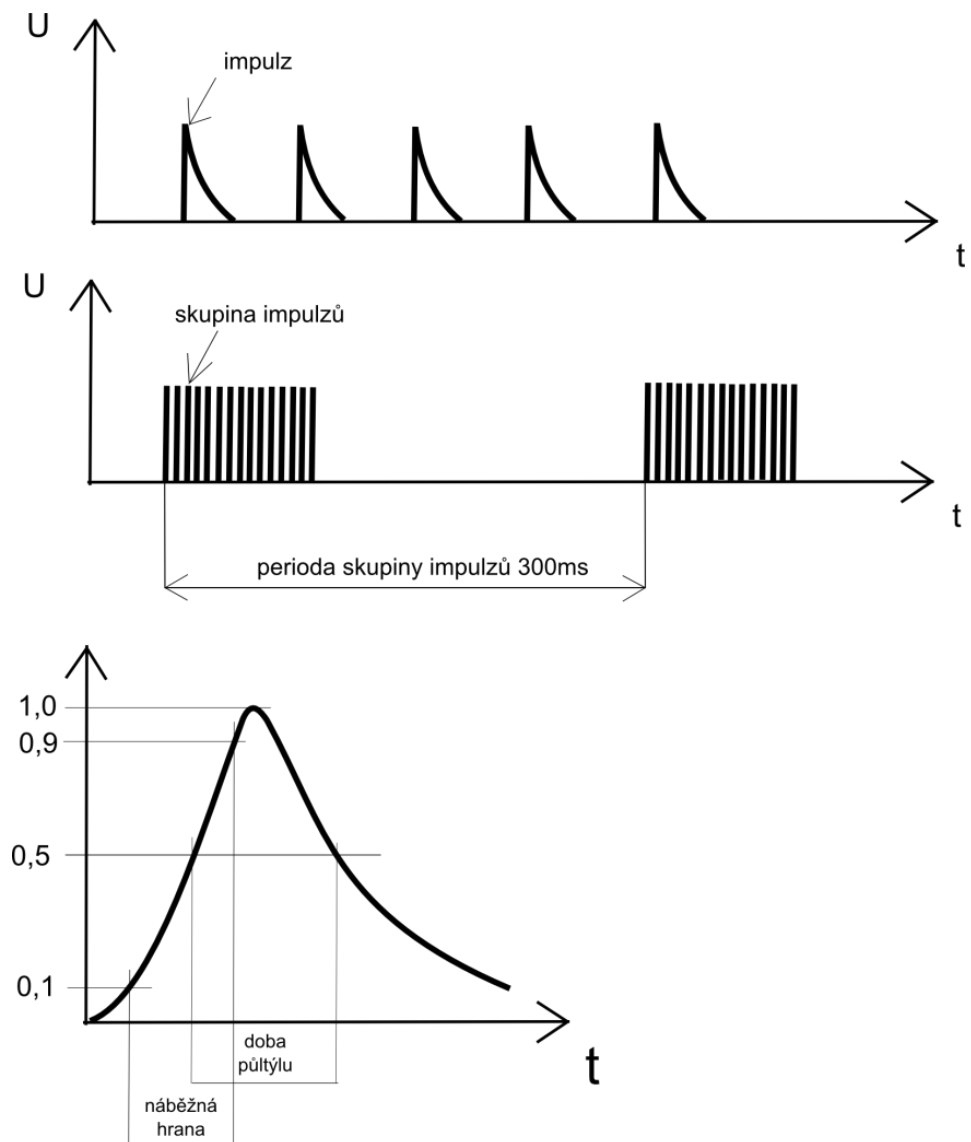 U
impulz
t
U
skupina impulzů
t
perioda skupiny impulzů 300ms
1,0
0,9
0,5
0,1
doba
půltýlu
t
náběžná
hrana